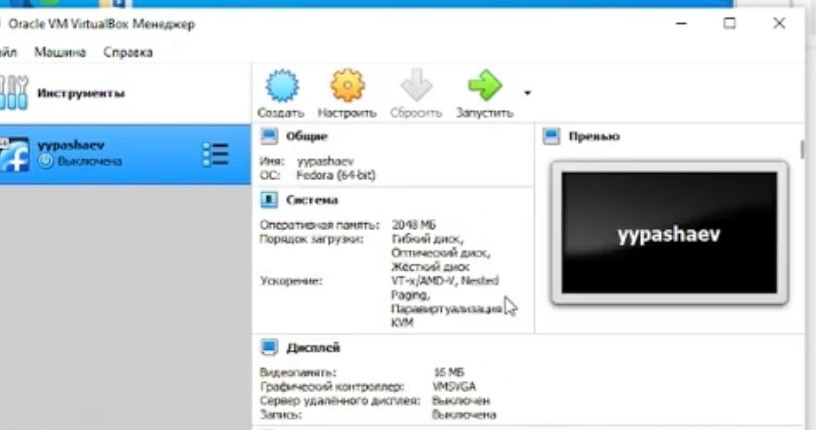 Oracle VM VirtualBox Менеджер
йл Машина Справка
Инструменты
Создать Настроить Сбросить Запустить
yypashaev
Выключена
Общие
Имя: yypashaev
ОС: Fedora (64-bit)
Система
Оперативная память: 2048 МБ
Порядок загрузки: Гибкий диск,
Оптический диск,
Жёсткий диск
Ускорение: VT-x/AMD-V, Nested
Paging,
Паравиртуализация
KVM
Превью
yypashaev
Дисплей
Видеопамять: 16 МБ
Графический контроллер: VMSVGA
Сервер удалённого дисплея: Выключен
Запись: Выключена